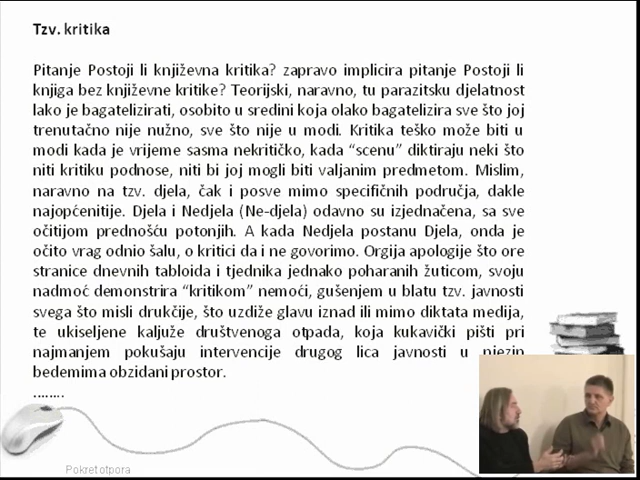 Tzv. kritika
Pitanje Postoji li književna kritika? zapravo implicira pitanje Postoji li
knjiga bez književne kritike? Teorijski, naravno, tu parazitsku djelatnost
lako je bagatelizirati, osobito u sredini koja olako bagatelizira sve što joj
trenutačno nije nužno, sve što nije u modi. Kritika teško može biti u
modi kada je vrijeme sasma nekritičko, kada “scenu” diktiraju neki što
niti kritiku podnose, niti bi joj mogli biti valjanim predmetom. Mislim,
naravno na tzv. djela, čak i posve mimo specifičnih područja, dakle
najopćenitije. Djela i Nedjela (Ne-djela) odavno su izjednačena, sa sve
očitijom prednošću potonjih. A kada Nedjela postanu Djela, onda je
očito vrag odnio šalu, o kritici da i ne govorimo. Orgija apologije što ore
stranice dnevnih tabloida i tjednika jednako poharanih žuticom, svoju
nadmoć demonstrira “kritikom” nemoći, gušenjem u blatu tzv. javnosti
svega što misli drukčije, što uzdiže glavu iznad ili mimo diktata medija,
te ukiseljene kaljuže društvenoga otpada, koja kukavički pišti pri
najmanjem pokušaju intervencije drugog lica javnosti u njezin
bedemima obzidani prostor.
........
Pokret otpora